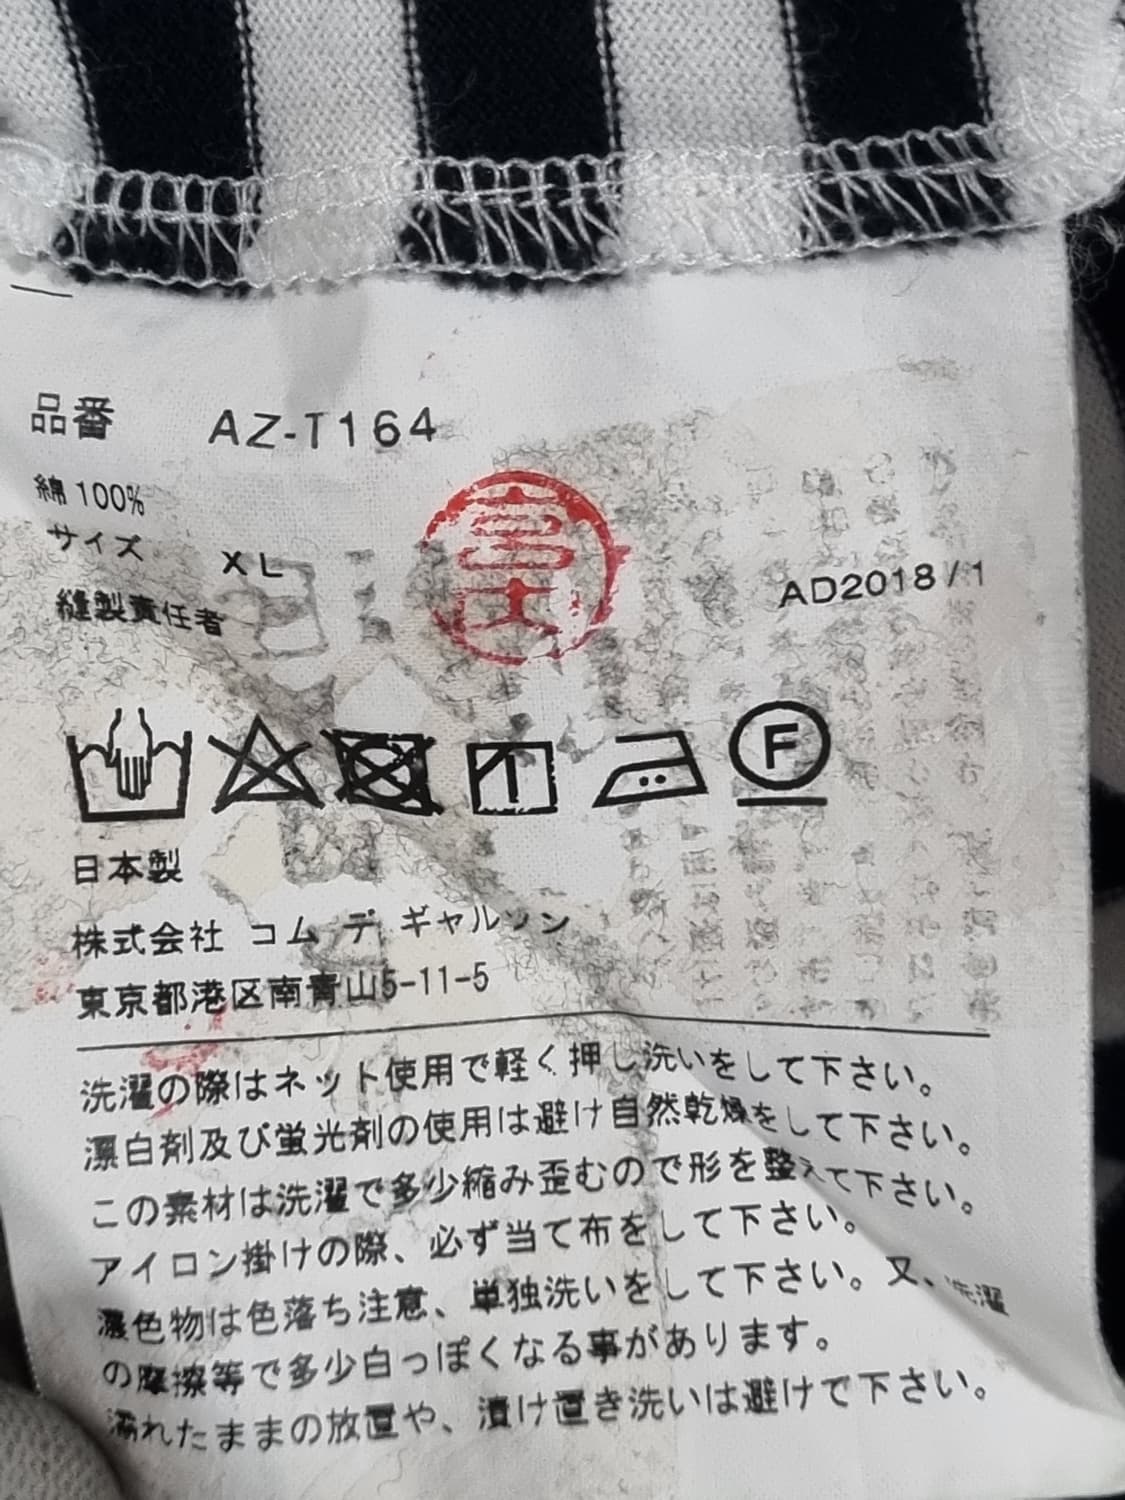 品番 AZ-T164
綿 100%
サイズ XL
富士
縫製責任者
AD2018/1
F
日本製
株式会社 コム デ ギャルソン
東京都港区南青山5-11-5
洗濯の際はネット使用で軽く押し洗いをして下さい。
漂白剤及び蛍光剤の使用は避け自然乾燥をして下さい。
この素材は洗濯で多少縮み歪むので形を整えて下さい。
アイロン掛けの際、必ず当て布をして下さい。
濃色物は色落ち注意、単独洗いをして下さい。又、洗濯
の摩擦等で多少白っぽくなる事があります。
濡れたままの放置や、漬け置き洗いは避けて下さい。